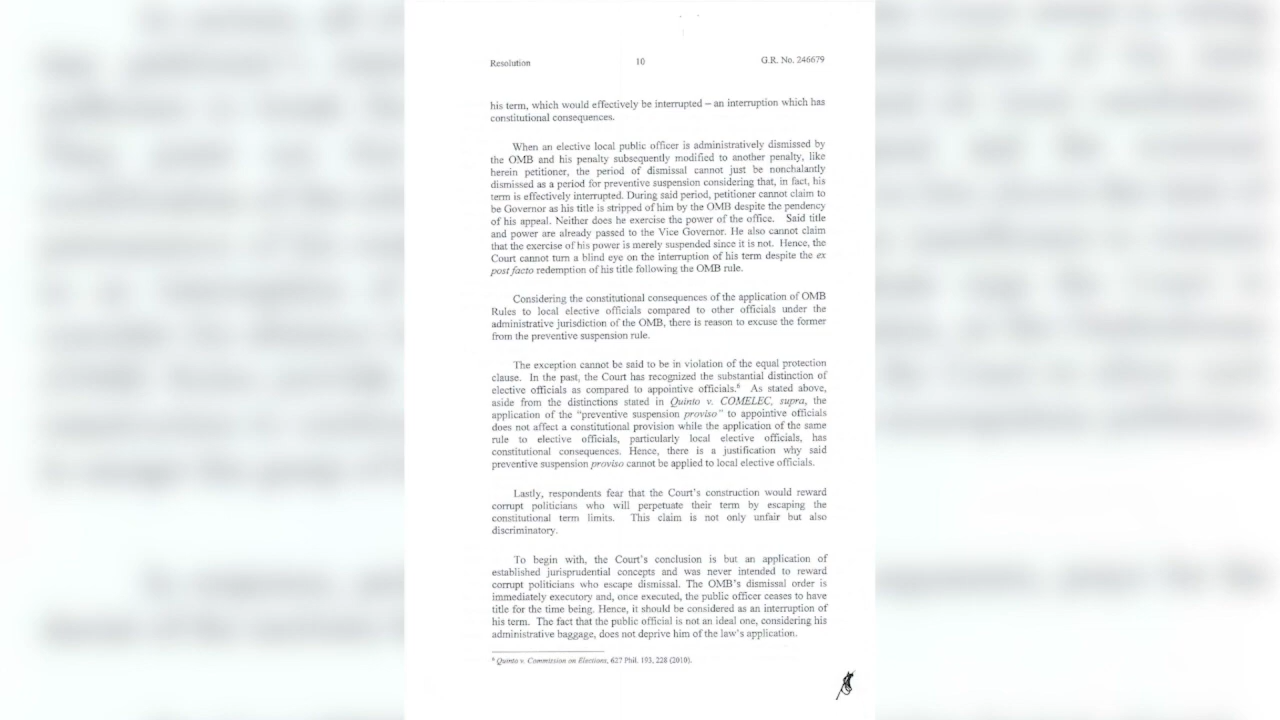 Resolution 10 G.R. No. 246679
his term, which would effectively be interrupted – an interruption which has
constitutional consequences.
When an elective local public officer is administratively dismissed by
the OMB and his penalty subsequently modified to another penalty, like
herein petitioner, the period of dismissal cannot just be nonchalantly
dismissed as a period for preventive suspension considering that, in fact, his
term is effectively interrupted. During said period, petitioner cannot claim to
be Governor as his title is stripped of him by the OMB despite the pendency
of his appeal. Neither does he exercise the power of the office. Said title
and power are already passed to the Vice Governor. He also cannot claim
that the exercise of his power is merely suspended since it is not. Hence, the
Court cannot turn a blind eye on the interruption of his term despite the ex
post facto redemption of his title following the OMB rule.
Considering the constitutional consequences of the application of OMB
Rules to local elective officials compared to other officials under the
administrative jurisdiction of the OMB, there is reason to excuse the former
from the preventive suspension rule.
The exception cannot be said to be in violation of the equal protection
clause. In the past, the Court has recognized the substantial distinction of
elective officials as compared to appointive officials.⁶ As stated above,
aside from the distinctions stated in Quinto v. COMELEC, supra, the
application of the “preventive suspension proviso” to appointive officials
does not affect a constitutional provision while the application of the same
rule to elective officials, particularly local elective officials, has
constitutional consequences. Hence, there is a justification why said
preventive suspension proviso cannot be applied to local elective officials.
Lastly, respondents fear that the Court’s construction would reward
corrupt politicians who will perpetuate their term by escaping the
constitutional term limits. This claim is not only unfair but also
discriminatory.
To begin with, the Court’s conclusion is but an application of
established jurisprudential concepts and was never intended to reward
corrupt politicians who escape dismissal. The OMB’s dismissal order is
immediately executory and, once executed, the public officer ceases to have
title for the time being. Hence, it should be considered as an interruption of
his term. The fact that the public official is not an ideal one, considering his
administrative baggage, does not deprive him of the law’s application.
⁶ Quinto v. Commission on Elections, 627 Phil. 193, 228 (2010).